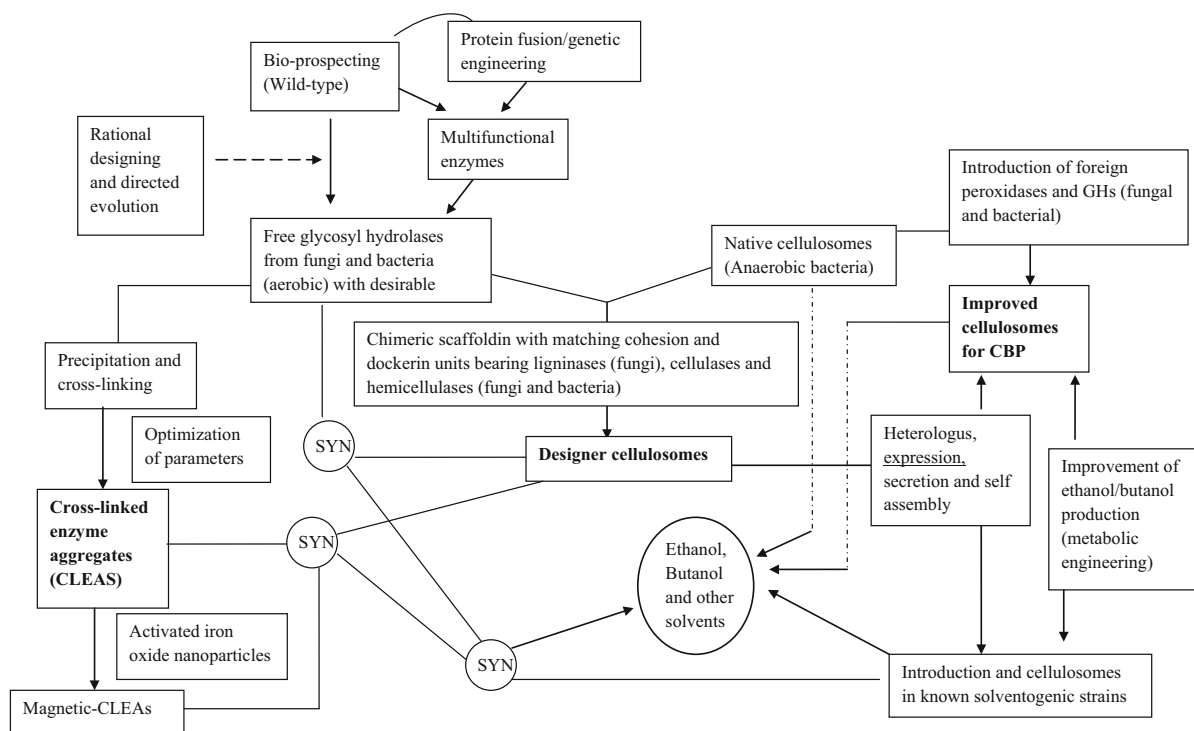 Protein fusion/genetic
engineering
Bio-prospecting
(Wild-type)
Rational
designing
and directed
evolution
Multifunctional
enzymes
Introduction of foreign
peroxidases and GHs (fungal
and bacterial)
Free glycosyl hydrolases
from fungi and bacteria
(aerobic) with desirable
Native cellulosomes
(Anaerobic bacteria)
Improved
cellulosomes
for CBP
Precipitation and
cross-linking
Chimeric scaffoldin with matching cohesion and
dockerin units bearing ligninases (fungi), cellulases and
hemicellulases (fungi and bacteria)
Optimization
of parameters
SYN
Designer cellulosomes
Heterologus,
expression,
secretion and self
assembly
Improvement of
ethanol/butanol
production
(metabolic
engineering)
Cross-linked
enzyme
aggregates
(CLEAS)
SYN
Ethanol,
Butanol
and other
solvents
Activated iron
oxide nanoparticles
SYN
Introduction and cellulosomes
in known solventogenic strains
Magnetic-CLEAs